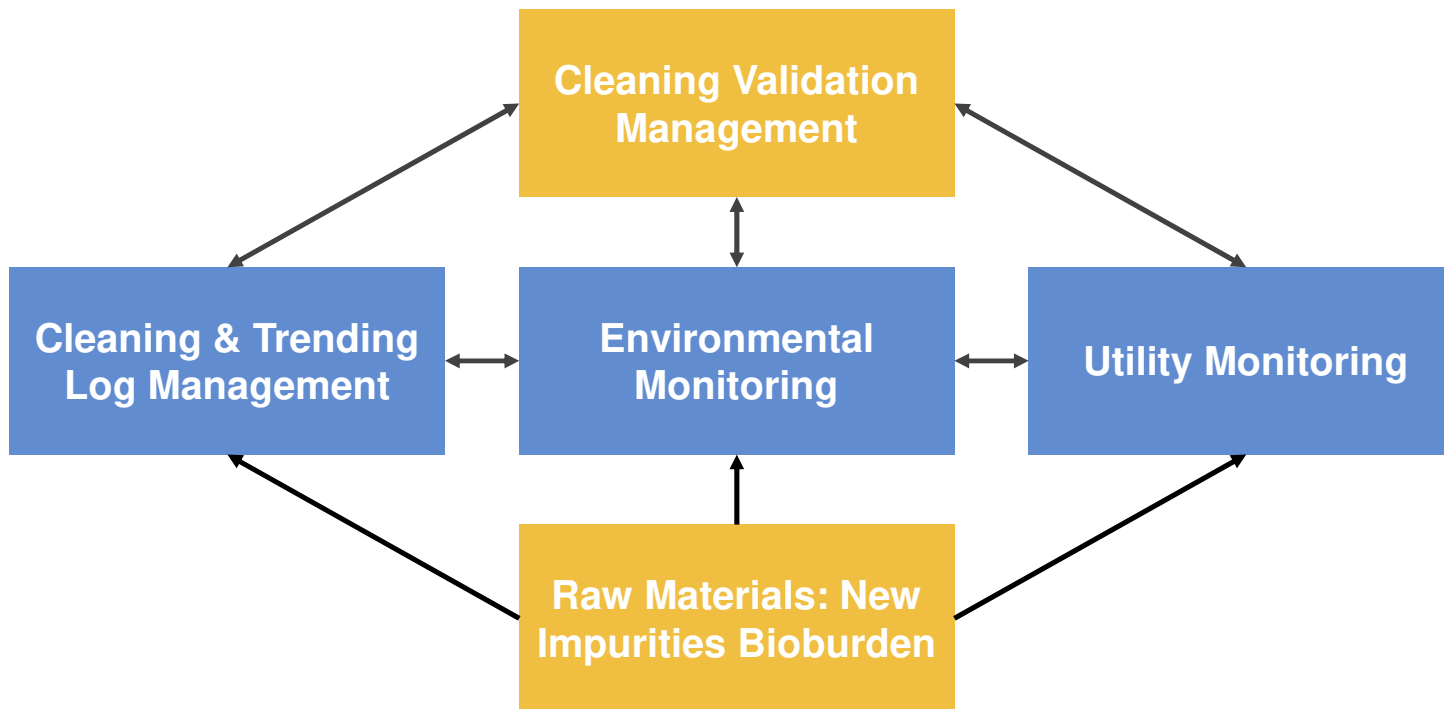 Cleaning Validation
Management
Cleaning & Trending
Log Management
Environmental
Monitoring
Utility Monitoring
Raw Materials: New
Impurities Bioburden